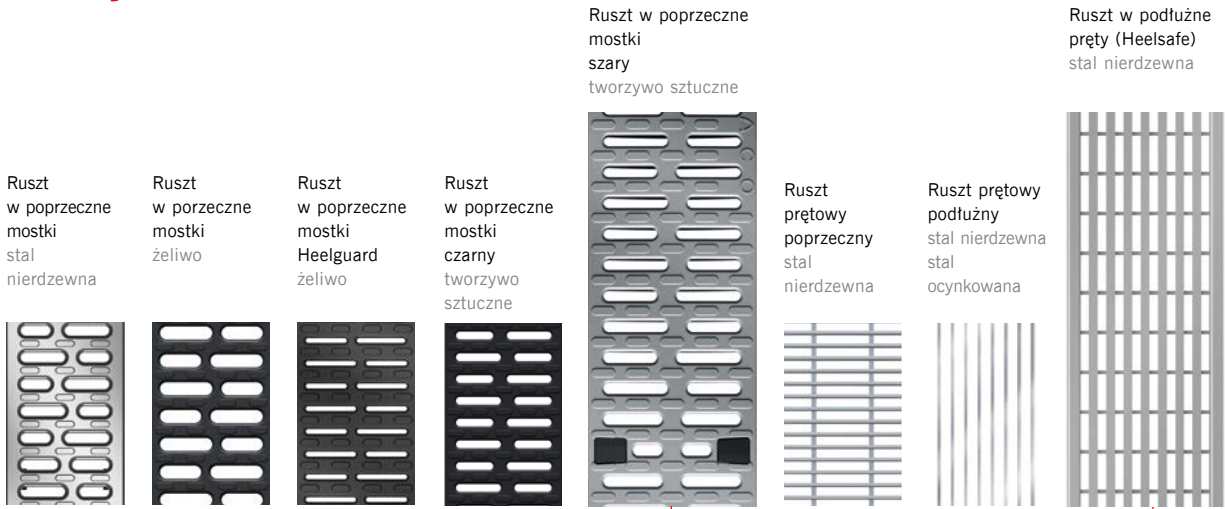 Ruszt w poprzeczne
mostki
szary
tworzywo sztuczne
Ruszt w podłużne
pręty (Heelsafe)
stal nierdzewna
Ruszt
w poprzeczne
mostki
stal
nierdzewna
Ruszt
w porzeczne
mostki
żeliwo
Ruszt
w poprzeczne
mostki
Heelguard
żeliwo
Ruszt
w poprzeczne
mostki
czarny
tworzywo
sztuczne
Ruszt
prętowy
poprzeczny
stal
nierdzewna
Ruszt prętowy
podłużny
stal nierdzewna
stal
ocynkowana
ACO